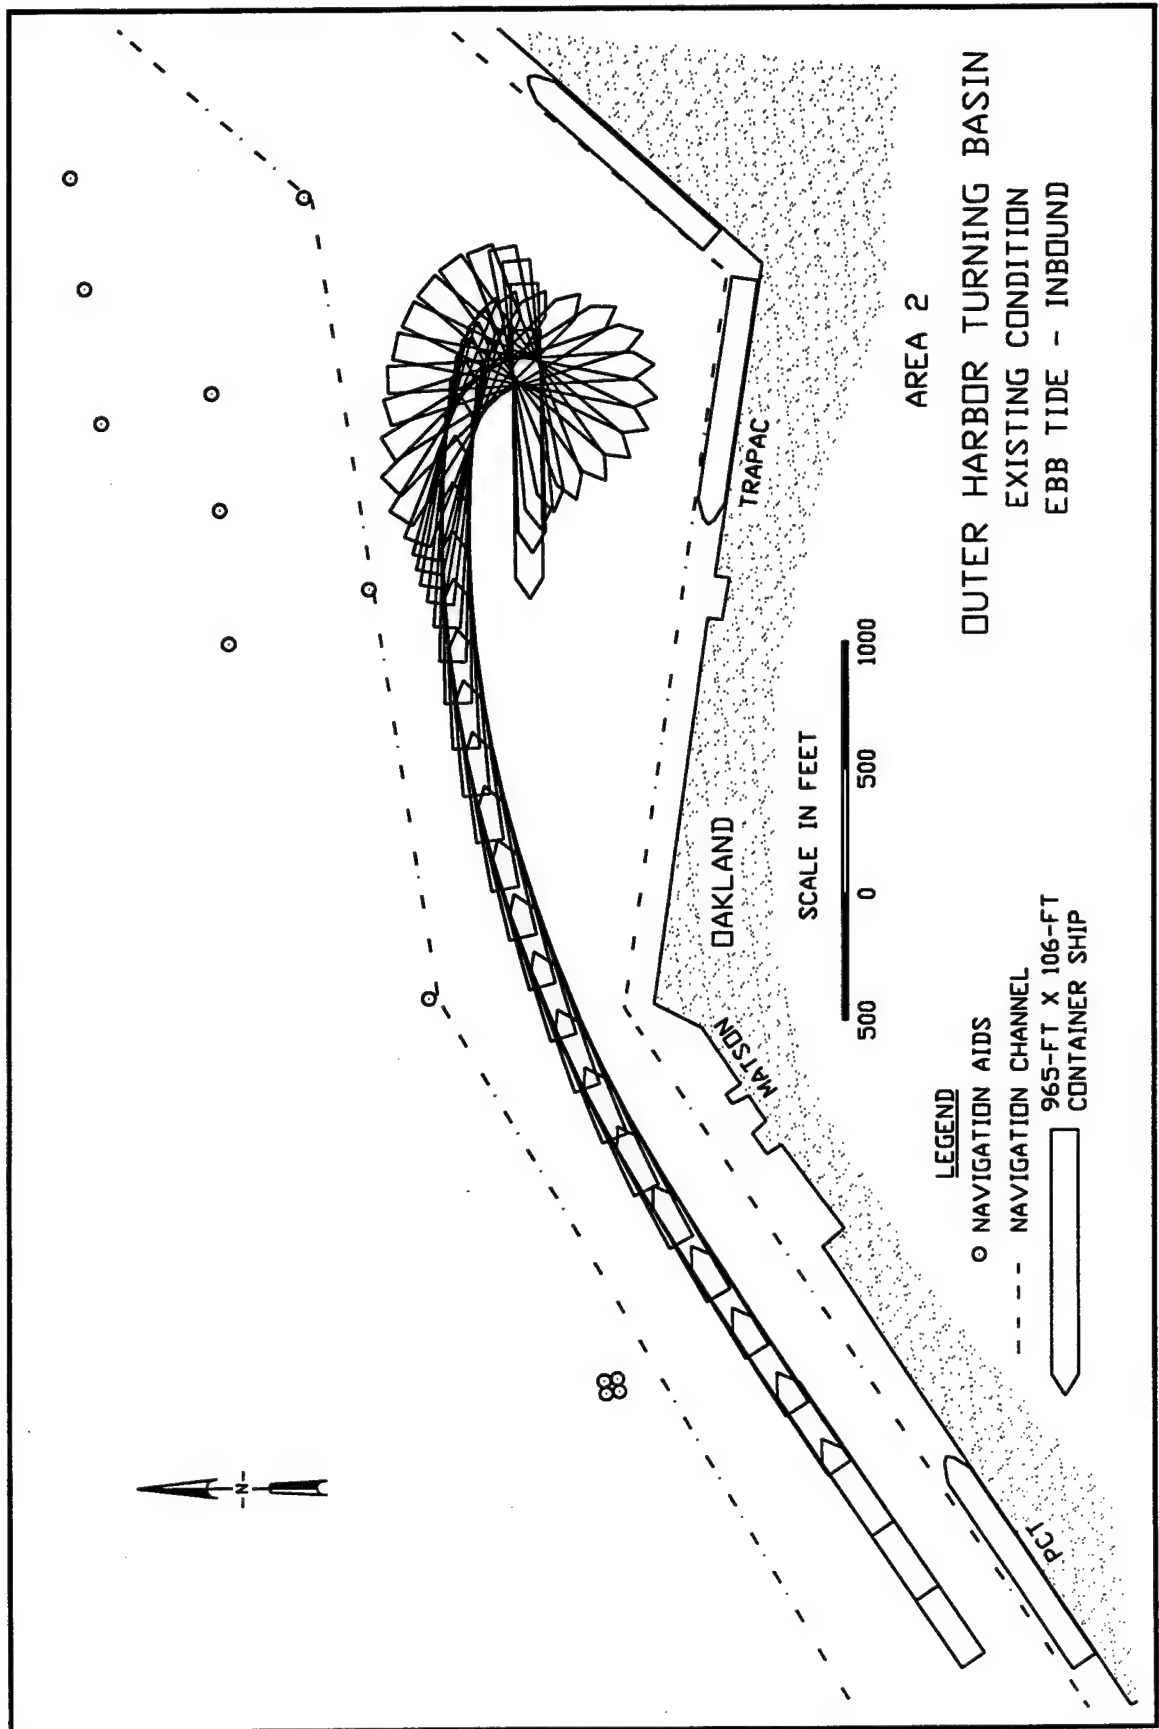 N
TRAPAC
AREA 2
OUTER HARBOR TURNING BASIN
EXISTING CONDITION
EBB TIDE - INBOUND
OAKLAND
MATSON
SCALE IN FEET
500 0 500 1000
PCT
LEGEND
NAVIGATION AIDS
NAVIGATION CHANNEL
965-FT X 106-FT
CONTAINER SHIP